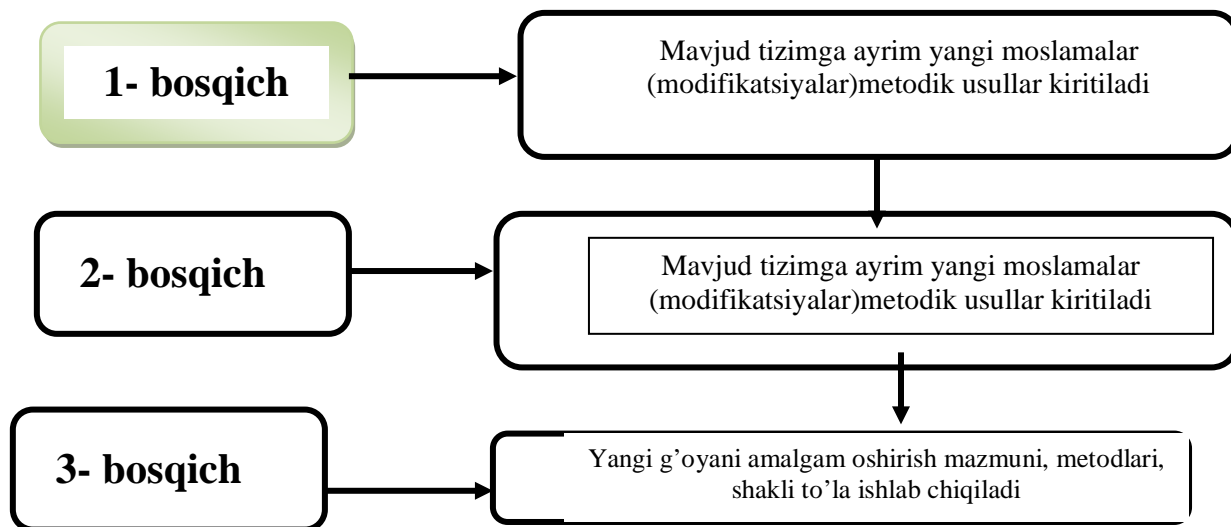 1- bosqich
Mavjud tizimga ayrim yangi moslamalar
(modifikatsiyalar)metodik usullar kiritiladi
2- bosqich
Mavjud tizimga ayrim yangi moslamalar
(modifikatsiyalar)metodik usullar kiritiladi
3- bosqich
Yangi g’oyani amalgam oshirish mazmuni, metodlari,
shakli to’la ishlab chiqiladi